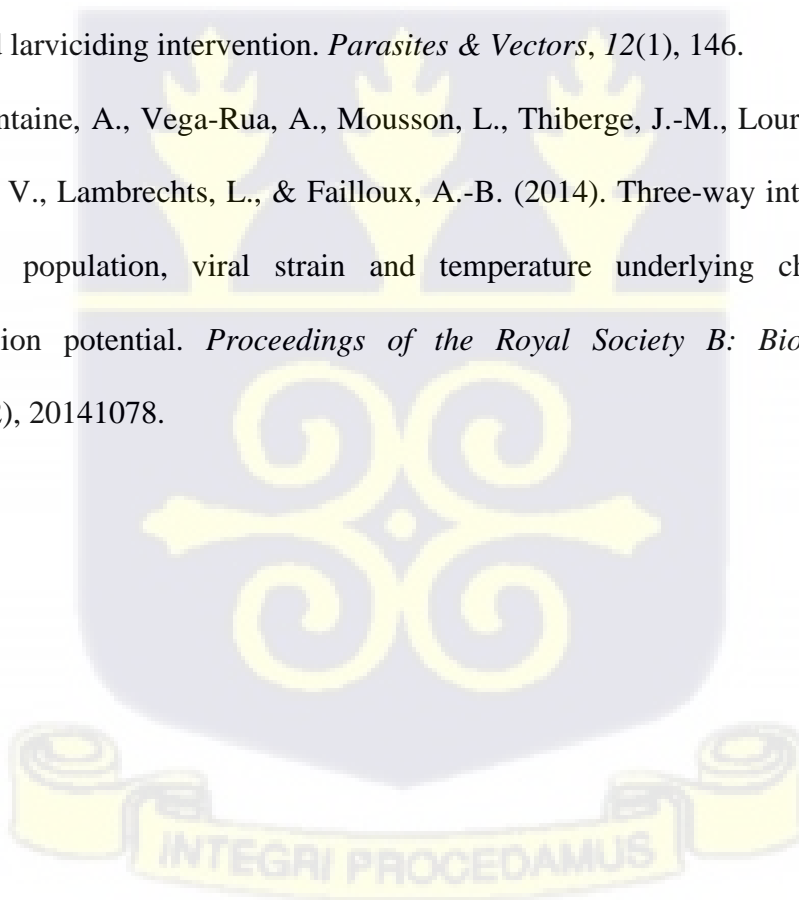 larviciding intervention. Parasites & Vectors, 12(1), 146.
ntaine, A., Vega-Rua, A., Mousson, L., Thiberge, J.-M., Lour
V., Lambrechts, L., & Failloux, A.-B. (2014). Three-way int
population, viral strain and temperature underlying ch
ion potential. Proceedings of the Royal Society B: Bio
), 20141078.
INTEGRI PROCEDAMUS